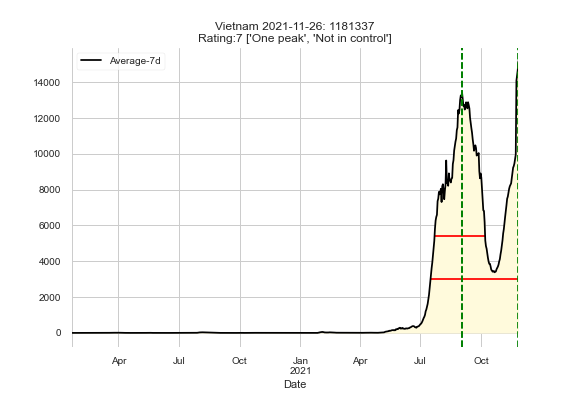 Vietnam 2021-11-26: 1181337
Rating:7 ['One peak', 'Not in control']
Average-7d
14000
12000
10000
8000
6000
4000
2000
0
Apr Jul Oct Jan Apr Jul Oct
2021
Date